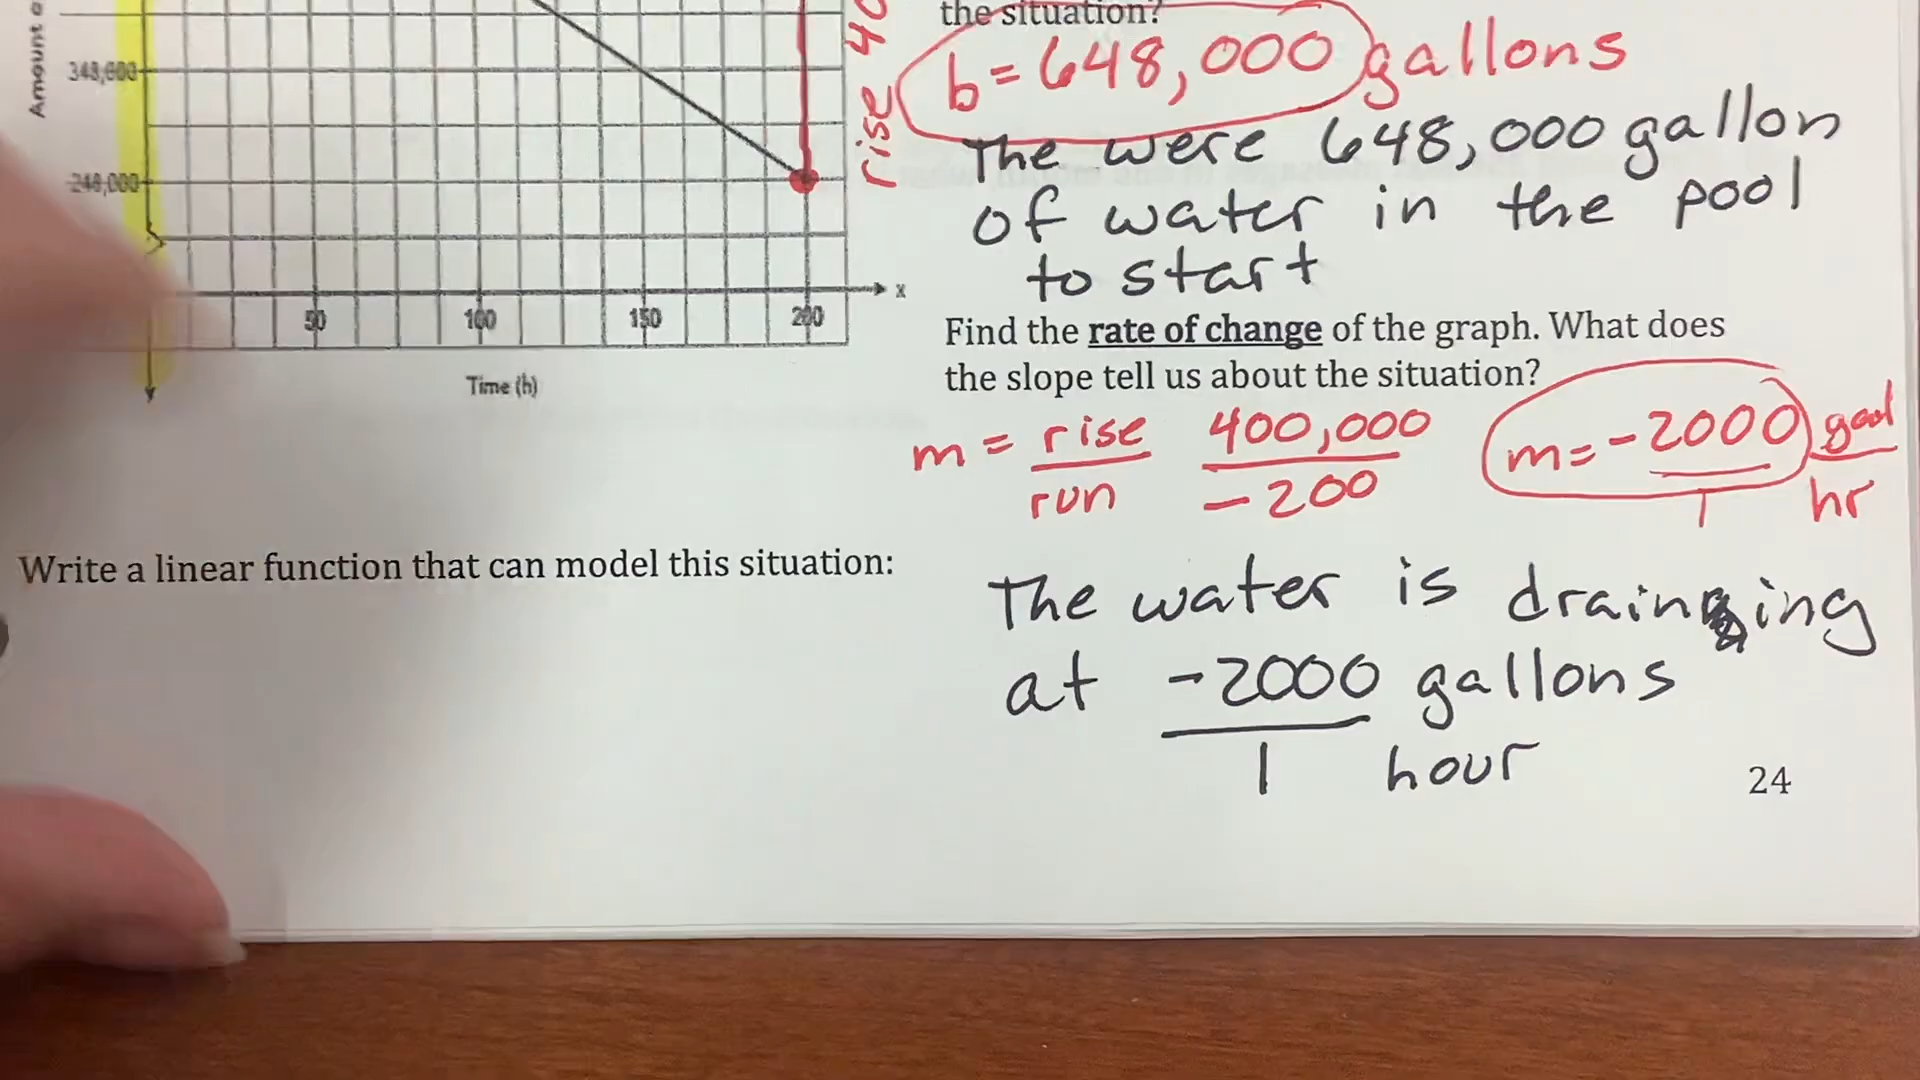 Amount
343,000
248,000
50 100 150 200 x
Time (h)
rise 40
Write a linear function that can model this situation:
the situation?
b = 648,000 gallons
The were 648,000 gallon
of water in the pool
to start
Find the rate of change of the graph. What does
the slope tell us about the situation?
m = rise 400,000 m = -2000 gal
run -200 1 hr
The water is draining
at -2000 gallons
1 hour
24